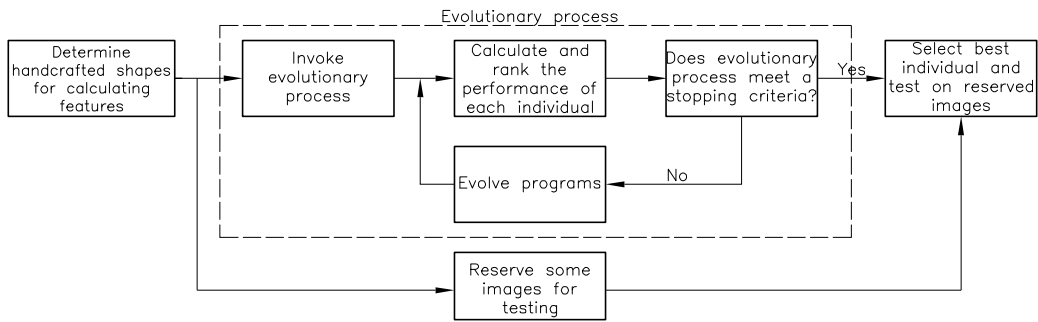 Evolutionary process
Determine
handcrafted shapes
for calculating
features
Invoke
evolutionary
process
Calculate and
rank the
performance of
each individual
Does evolutionary
process meet a
stopping criteria?
Yes
Select best
individual and
test on reserved
images
Evolve programs
No
Reserve some
images for
testing